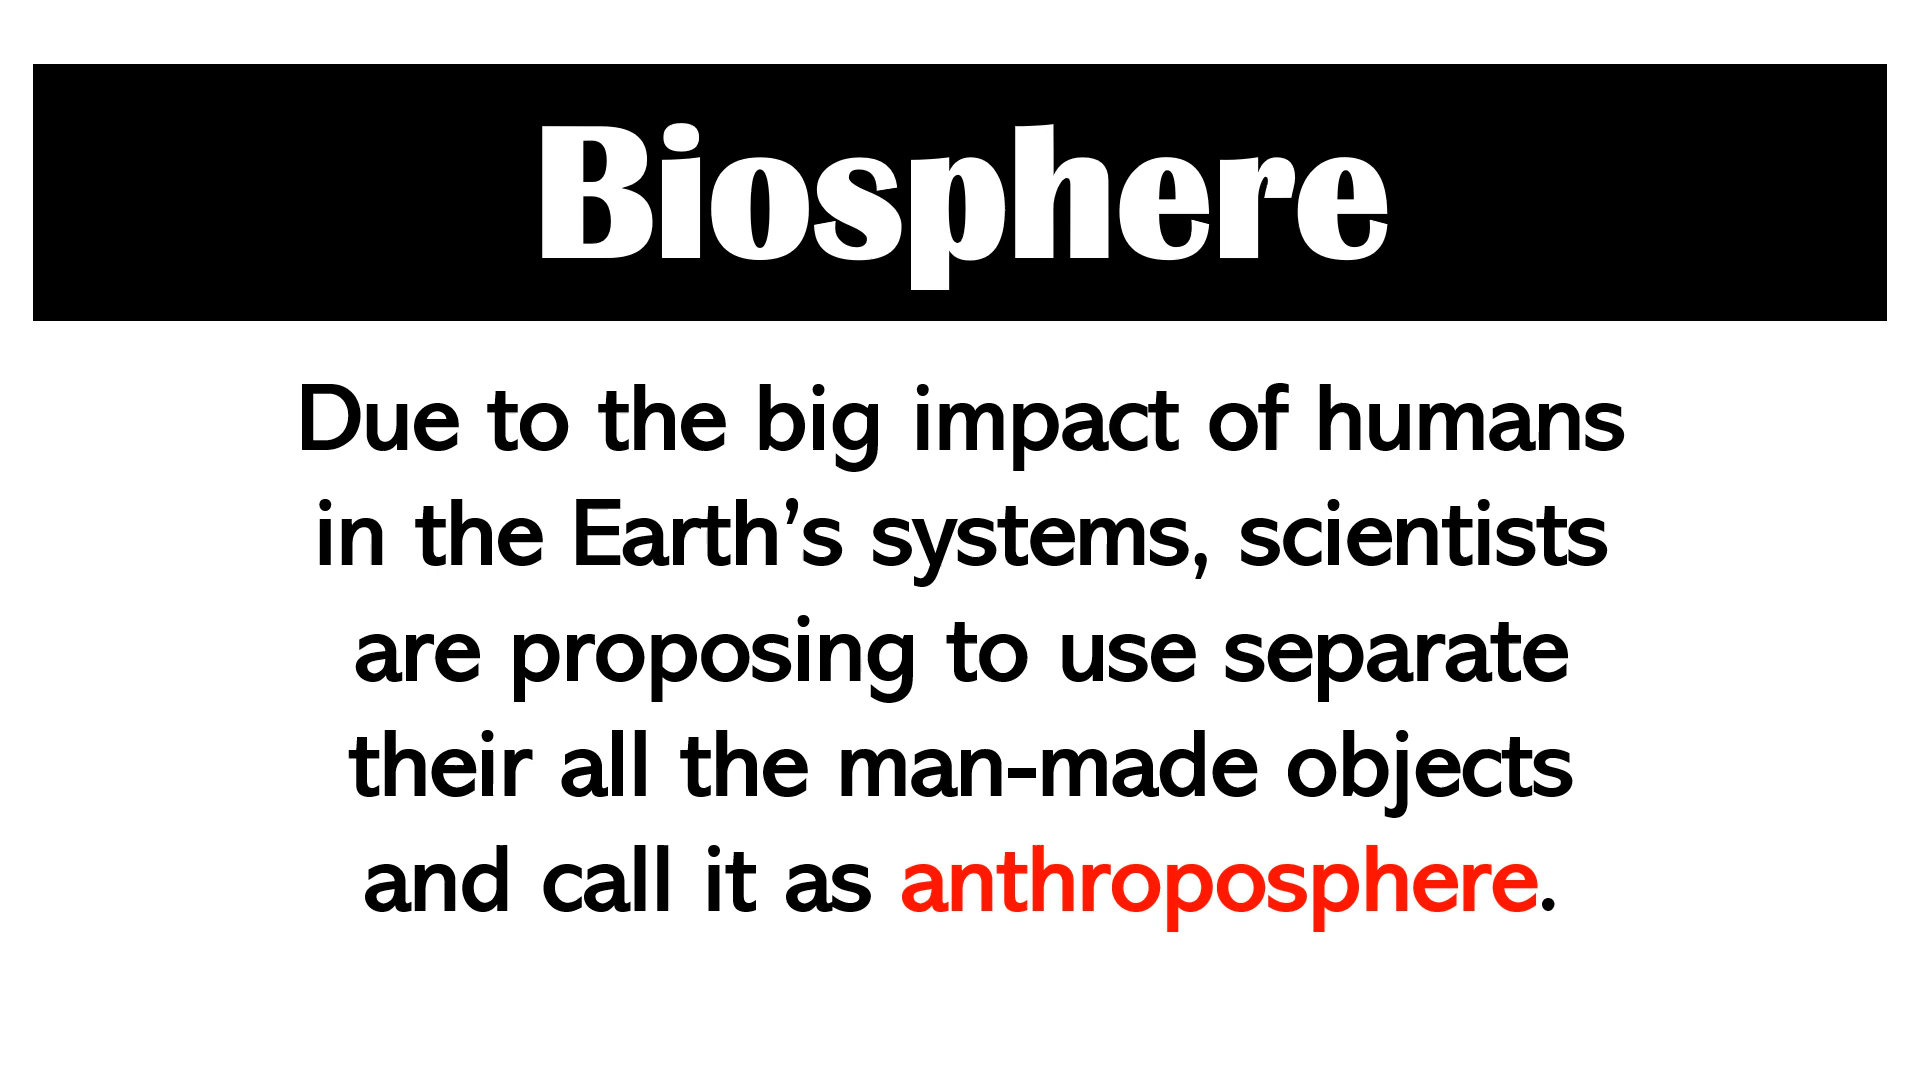 Biosphere
Due to the big impact of humans
in the Earth’s systems, scientists
are proposing to use separate
their all the man-made objects
and call it as anthroposphere.